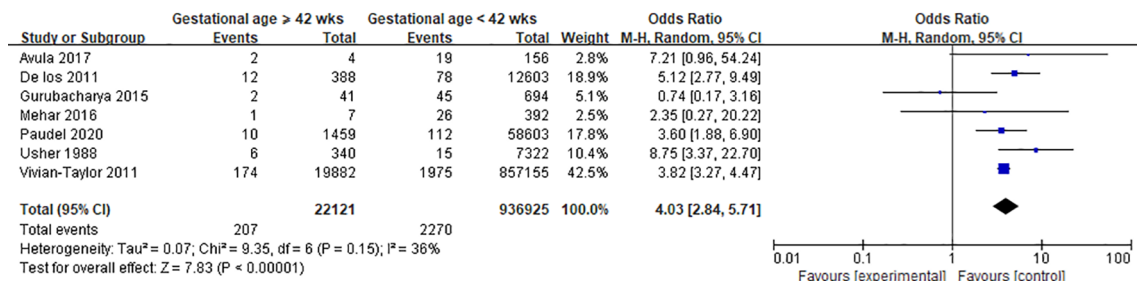 Gestational age ⩾ 42 wks Gestational age < 42 wks Odds Ratio Odds Ratio
Study or Subgroup Events Total Events Total Weight M-H, Random, 95% CI M-H, Random, 95% CI
Avula 2017 2 4 19 156 2.8% 7.21 [0.96, 54.24]
De los 2011 12 388 78 12603 18.9% 5.12 [2.77, 9.49]
Gurubacharya 2015 2 41 45 694 5.1% 0.74 [0.17, 3.16]
Mehar 2016 1 7 26 392 2.5% 2.35 [0.27, 20.22]
Paudel 2020 10 1459 112 58603 17.8% 3.60 [1.88, 6.90]
Usher 1988 6 340 15 7322 10.4% 8.75 [3.37, 22.70]
Vivian-Taylor 2011 174 19882 1975 857155 42.5% 3.82 [3.27, 4.47]
Total (95% CI) 22121 936925 100.0% 4.03 [2.84, 5.71]
Total events 207 2270
Heterogeneity: Tau² = 0.07; Chi² = 9.35, df = 6 (P = 0.15); I² = 36%
Test for overall effect: Z = 7.83 (P < 0.00001)
0.01 0.1 1 10 100
Favours [experimental] Favours [control]